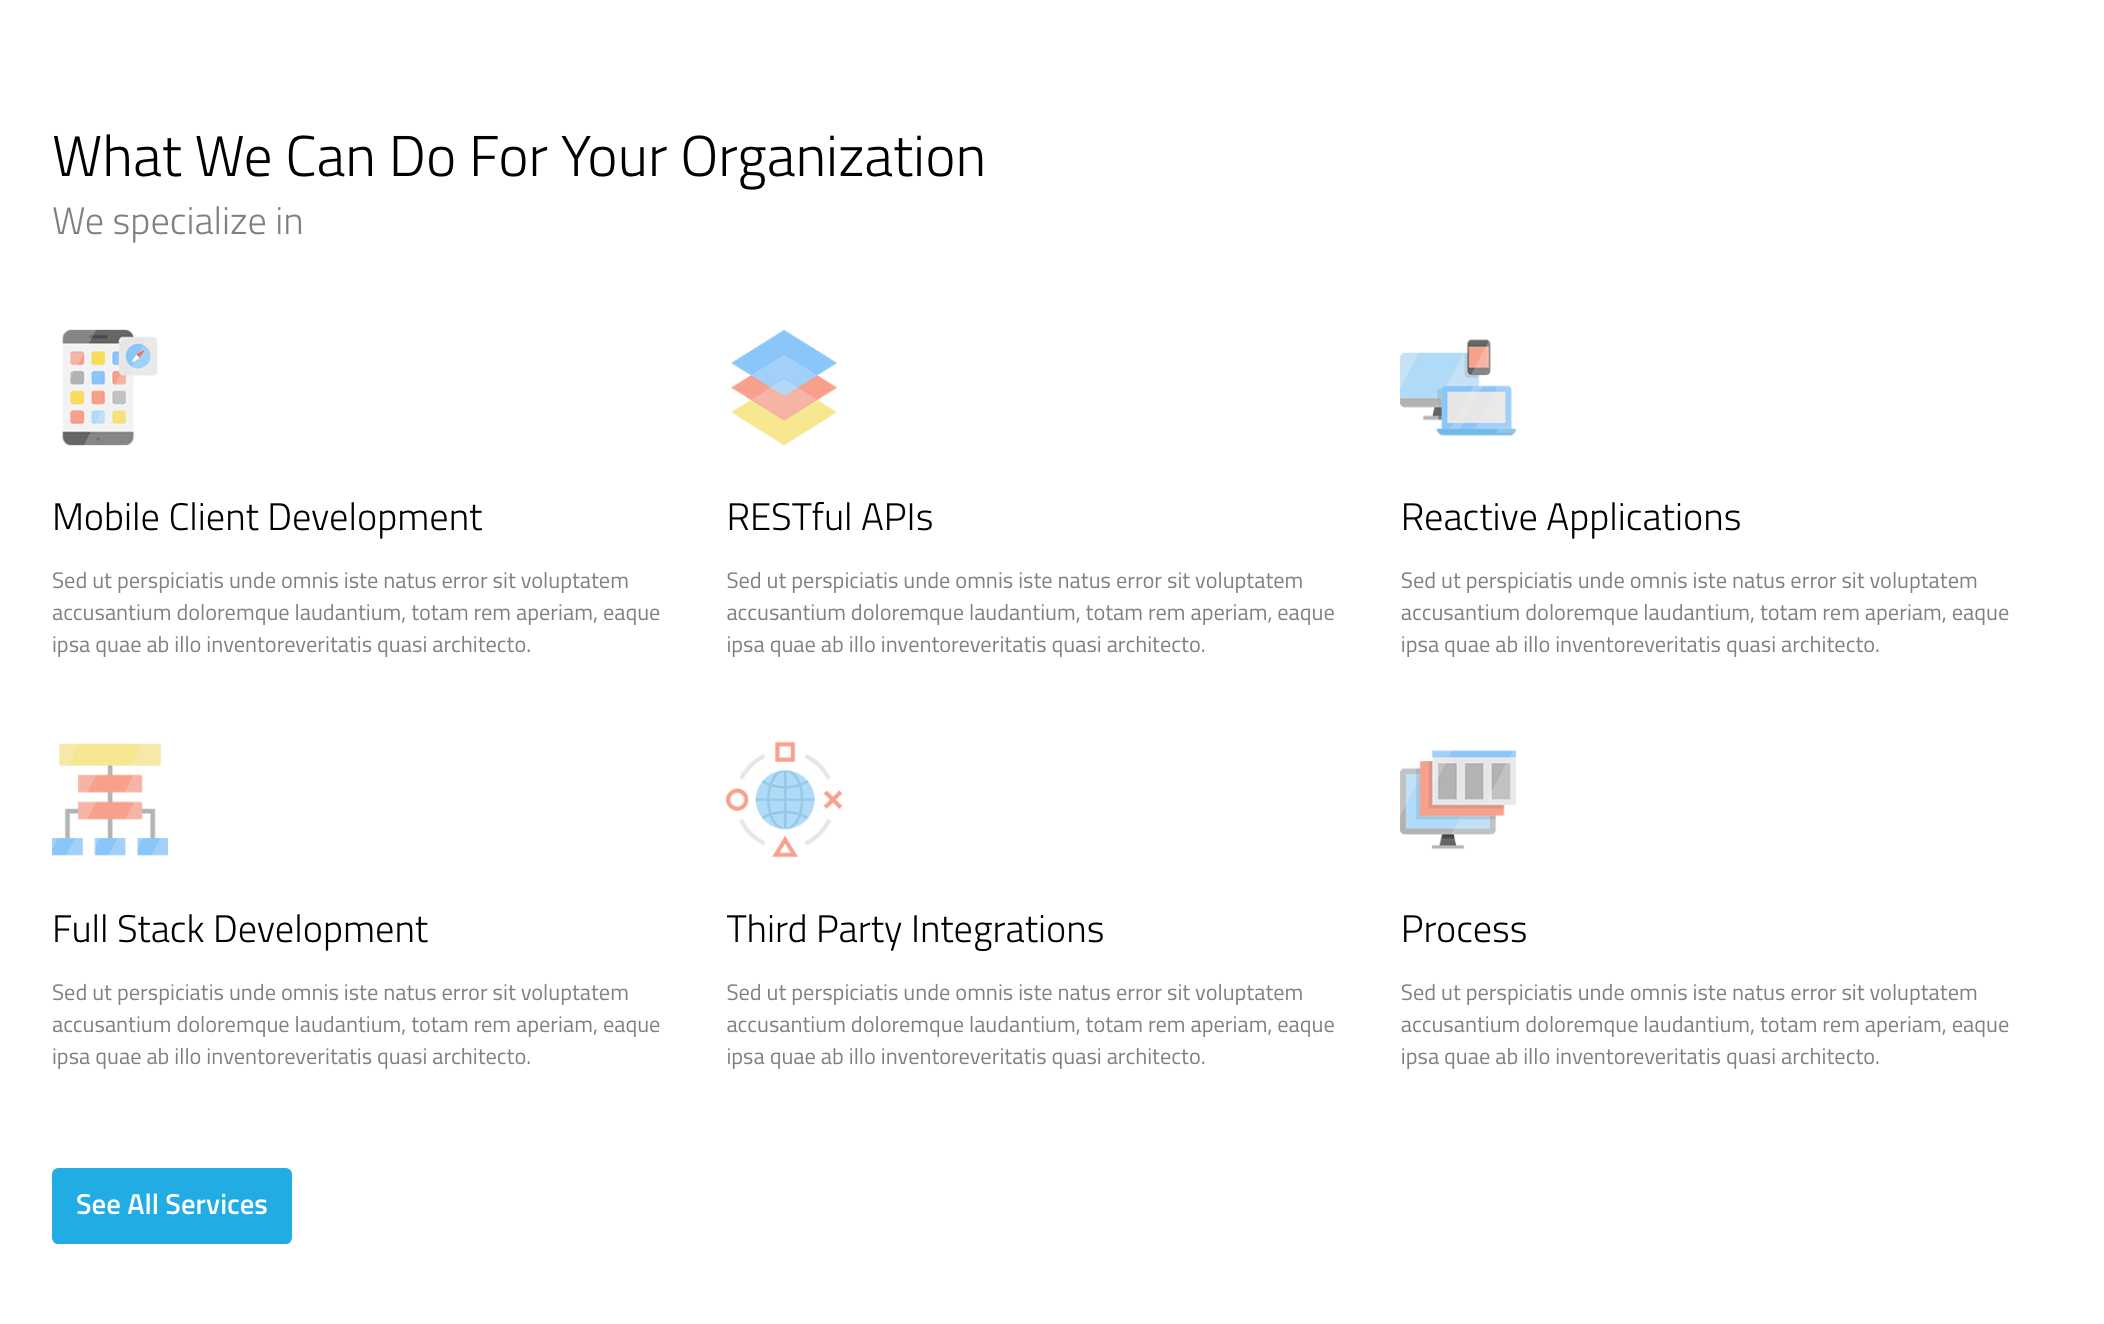 What We Can Do For Your Organization
We specialize in
Mobile Client Development
Sed ut perspiciatis unde omnis iste natus error sit voluptatem
accusantium doloremque laudantium, totam rem aperiam, eaque
ipsa quae ab illo inventoreveritatis quasi architecto.
RESTful APIs
Sed ut perspiciatis unde omnis iste natus error sit voluptatem
accusantium doloremque laudantium, totam rem aperiam, eaque
ipsa quae ab illo inventoreveritatis quasi architecto.
Reactive Applications
Sed ut perspiciatis unde omnis iste natus error sit voluptatem
accusantium doloremque laudantium, totam rem aperiam, eaque
ipsa quae ab illo inventoreveritatis quasi architecto.
Full Stack Development
Sed ut perspiciatis unde omnis iste natus error sit voluptatem
accusantium doloremque laudantium, totam rem aperiam, eaque
ipsa quae ab illo inventoreveritatis quasi architecto.
Third Party Integrations
Sed ut perspiciatis unde omnis iste natus error sit voluptatem
accusantium doloremque laudantium, totam rem aperiam, eaque
ipsa quae ab illo inventoreveritatis quasi architecto.
Process
Sed ut perspiciatis unde omnis iste natus error sit voluptatem
accusantium doloremque laudantium, totam rem aperiam, eaque
ipsa quae ab illo inventoreveritatis quasi architecto.
See All Services